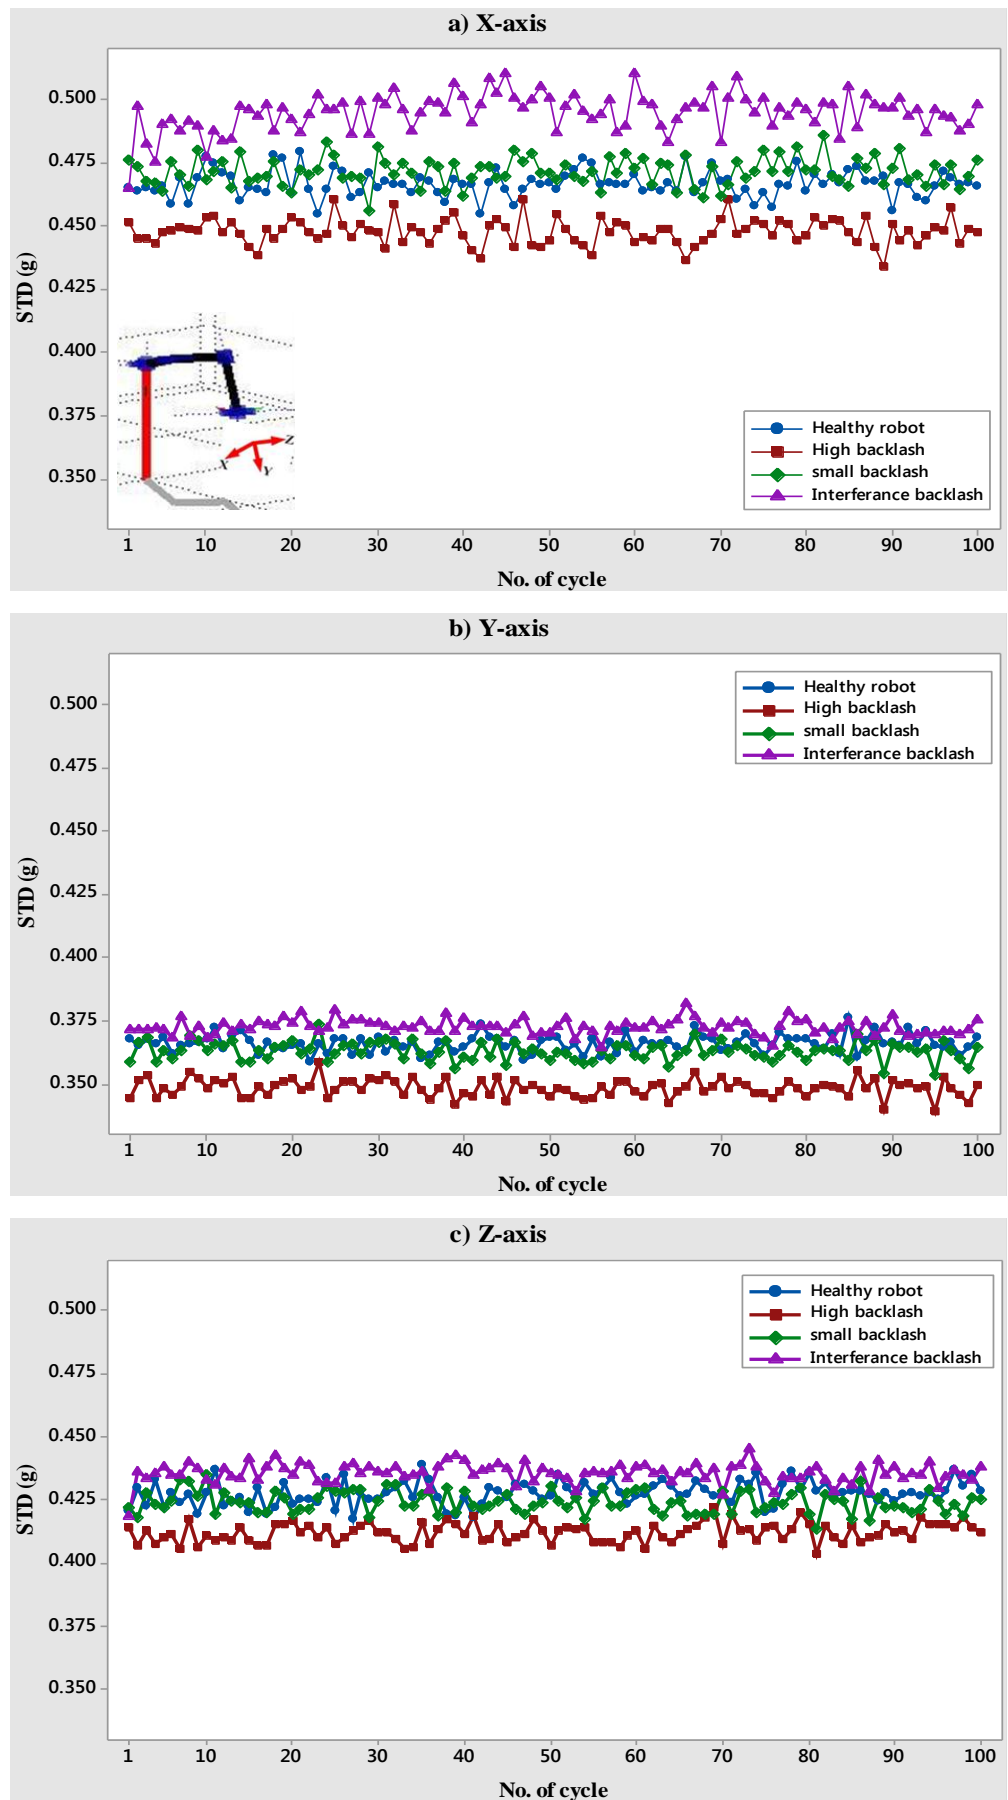 a) X-axis
0.500
0.475
0.450
0.425
0.400
0.375
0.350
STD (g)
X
Y
Z
Healthy robot
High backlash
small backlash
Interferance backlash
1 10 20 30 40 50 60 70 80 90 100
No. of cycle
b) Y-axis
0.500
0.475
0.450
0.425
0.400
0.375
0.350
STD (g)
Healthy robot
High backlash
small backlash
Interferance backlash
1 10 20 30 40 50 60 70 80 90 100
No. of cycle
c) Z-axis
0.500
0.475
0.450
0.425
0.400
0.375
0.350
STD (g)
Healthy robot
High backlash
small backlash
Interferance backlash
1 10 20 30 40 50 60 70 80 90 100
No. of cycle